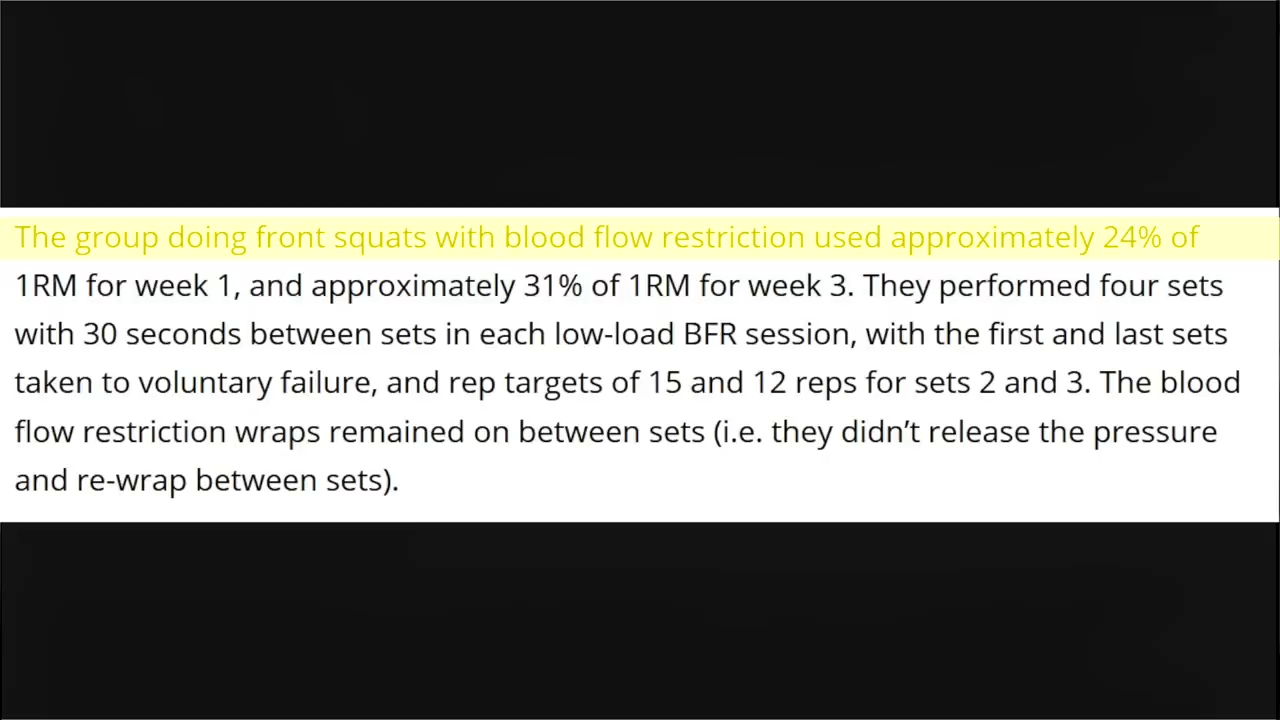 The group doing front squats with blood flow restriction used approximately 24% of
1RM for week 1, and approximately 31% of 1RM for week 3. They performed four sets
with 30 seconds between sets in each low-load BFR session, with the first and last sets
taken to voluntary failure, and rep targets of 15 and 12 reps for sets 2 and 3. The blood
flow restriction wraps remained on between sets (i.e. they didn’t release the pressure
and re-wrap between sets).